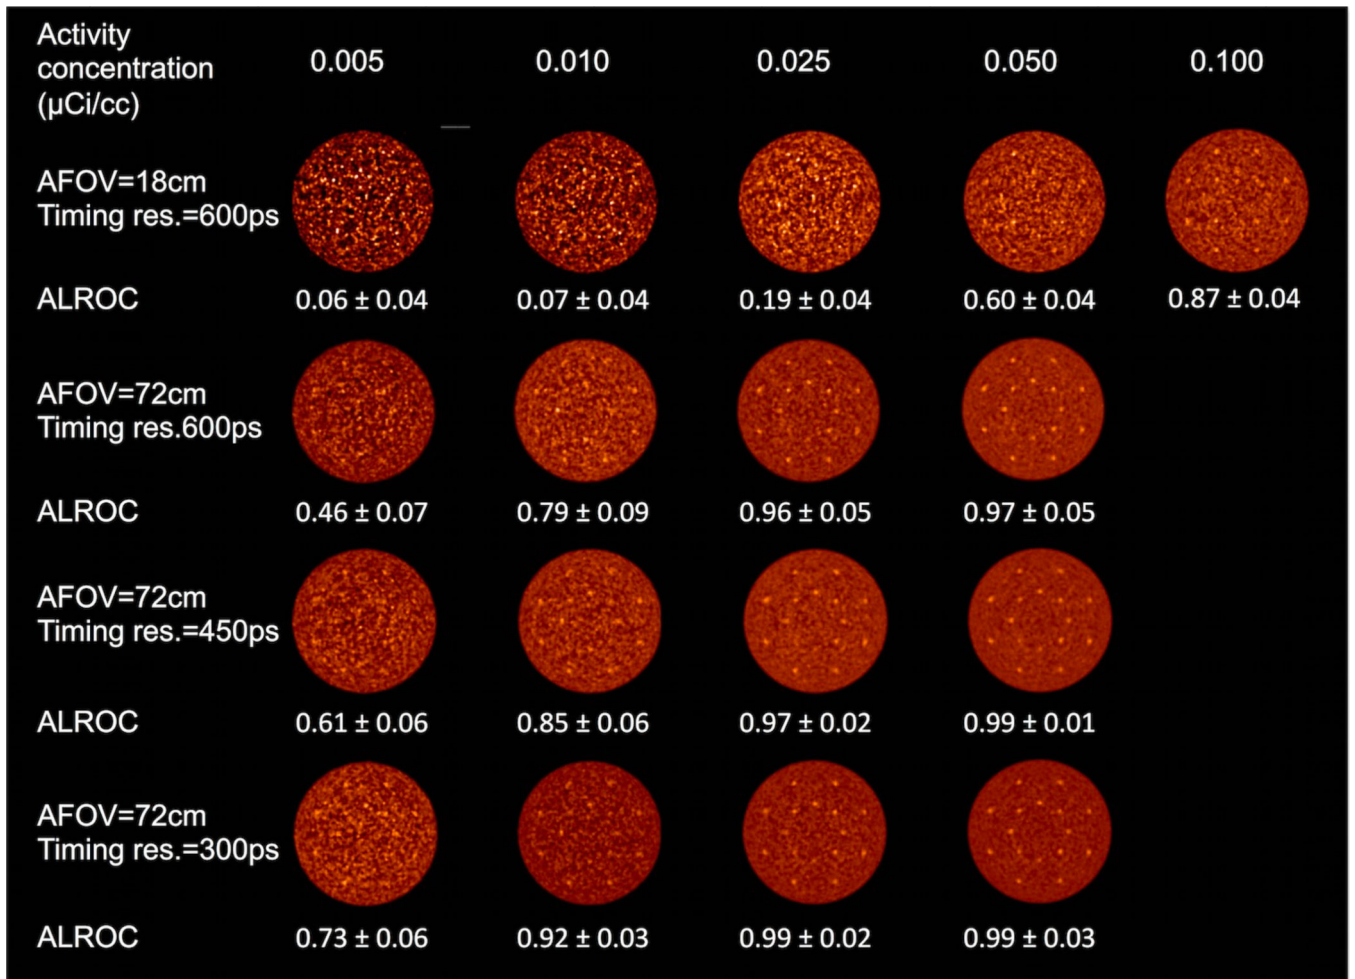 Activity
concentration
(µCi/cc)
0.005 0.010 0.025 0.050 0.100
AFOV=18cm
Timing res.=600ps
ALROC 0.06 ± 0.04 0.07 ± 0.04 0.19 ± 0.04 0.60 ± 0.04 0.87 ± 0.04
AFOV=72cm
Timing res.600ps
ALROC 0.46 ± 0.07 0.79 ± 0.09 0.96 ± 0.05 0.97 ± 0.05
AFOV=72cm
Timing res.=450ps
ALROC 0.61 ± 0.06 0.85 ± 0.06 0.97 ± 0.02 0.99 ± 0.01
AFOV=72cm
Timing res.=300ps
ALROC 0.73 ± 0.06 0.92 ± 0.03 0.99 ± 0.02 0.99 ± 0.03